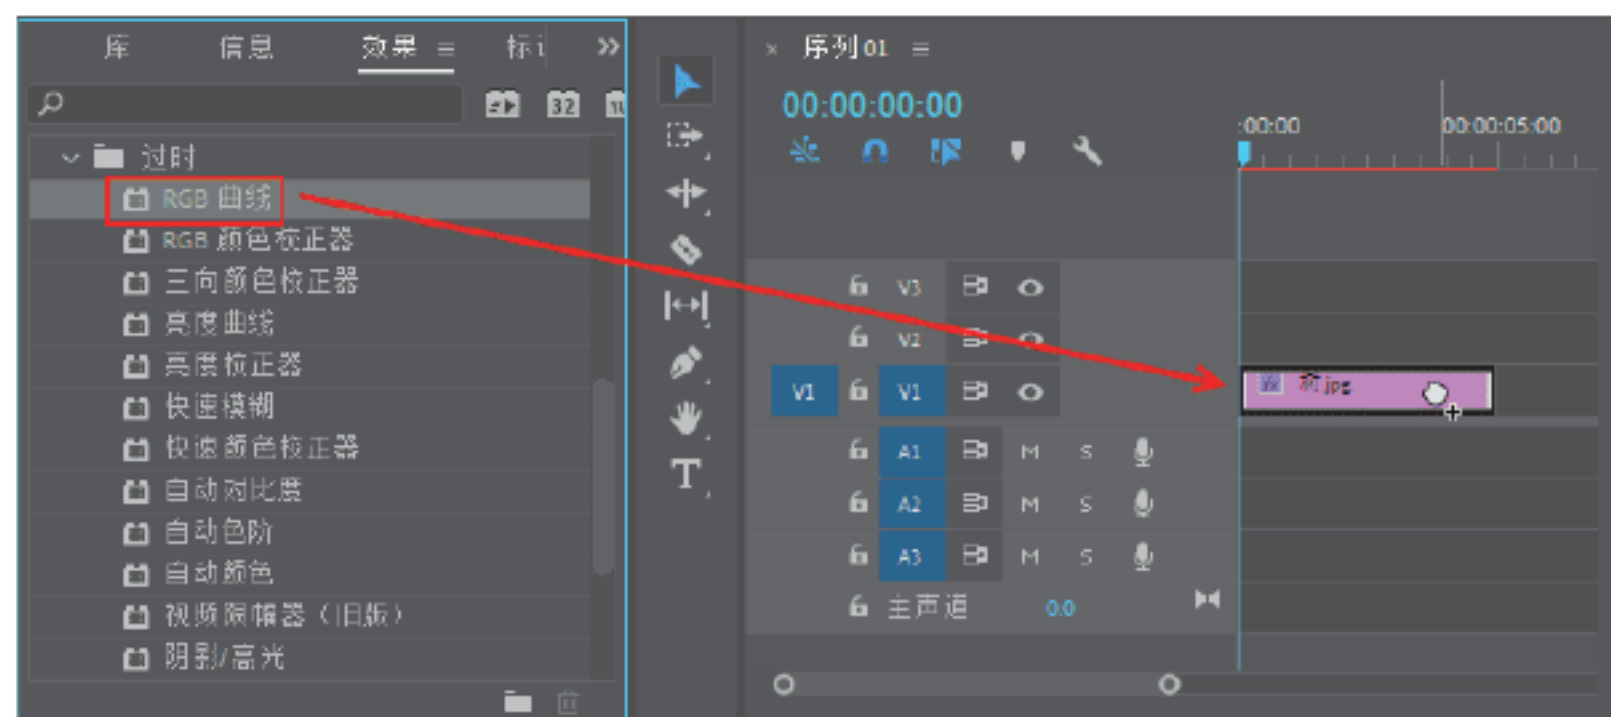 库 信息 效果
32
过时
RGB 曲线
RGB 颜色校正器
三向颜色校正器
亮度曲线
亮度校正器
快速模糊
快速颜色校正器
自动对比度
自动色阶
自动颜色
视频限幅器（旧版）
阴影/高光
T
× 序列 01
00:00:00:00
:00:00 00:00:05:00
V3
V2
V1 V1
树.jpg
A1 M S
A2 M S
A3 M S
主声道 0.0